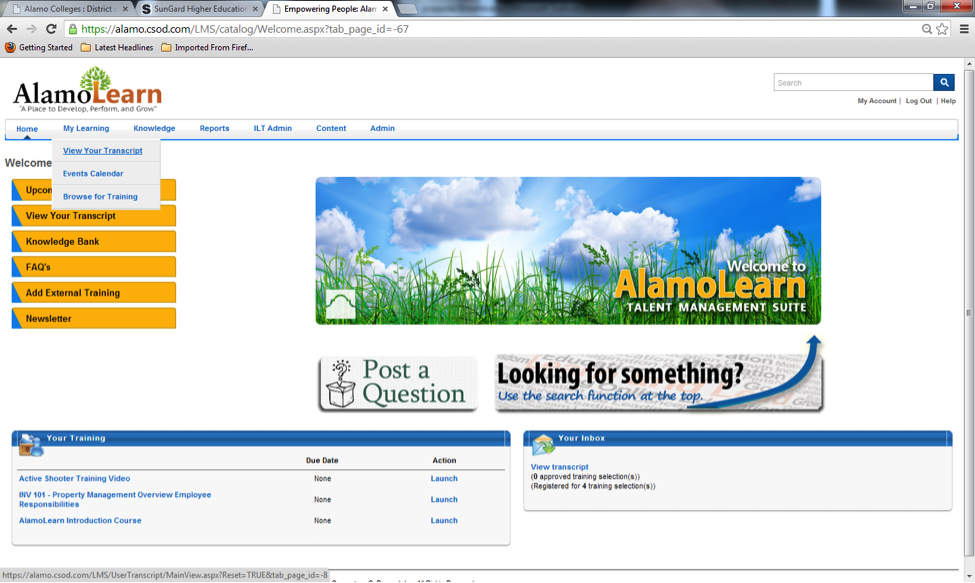 Alamo Colleges : District
SunGard Higher Education
Empowering People: Alam
https://alamo.csod.com/LMS/catalog/Welcome.aspx?tab_page_id=-67
Getting Started
Latest Headlines
Imported From Firef...
AlamoLearn
"A Place to Develop, Perform, and Grow"
Search
My Account | Log Out | Help
Home My Learning Knowledge Reports ILT Admin Content Admin
View Your Transcript
Events Calendar
Browse for Training
Welcome
Upcon
View Your Transcript
Knowledge Bank
FAQ's
Add External Training
Newsletter
Welcome to
AlamoLearn
TALENT MANAGEMENT SUITE
Post a
Question
Looking for something?
Use the search function at the top.
Your Training
Due Date Action
Active Shooter Training Video None Launch
INV 101 - Property Management Overview Employee
Responsibilities None Launch
AlamoLearn Introduction Course None Launch
Your Inbox
View transcript
(0 approved training selection(s))
(Registered for 4 training selection(s))
https://alamo.csod.com/LMS/UserTranscript/MainView.aspx?Reset=TRUE&tab_page_id=-8